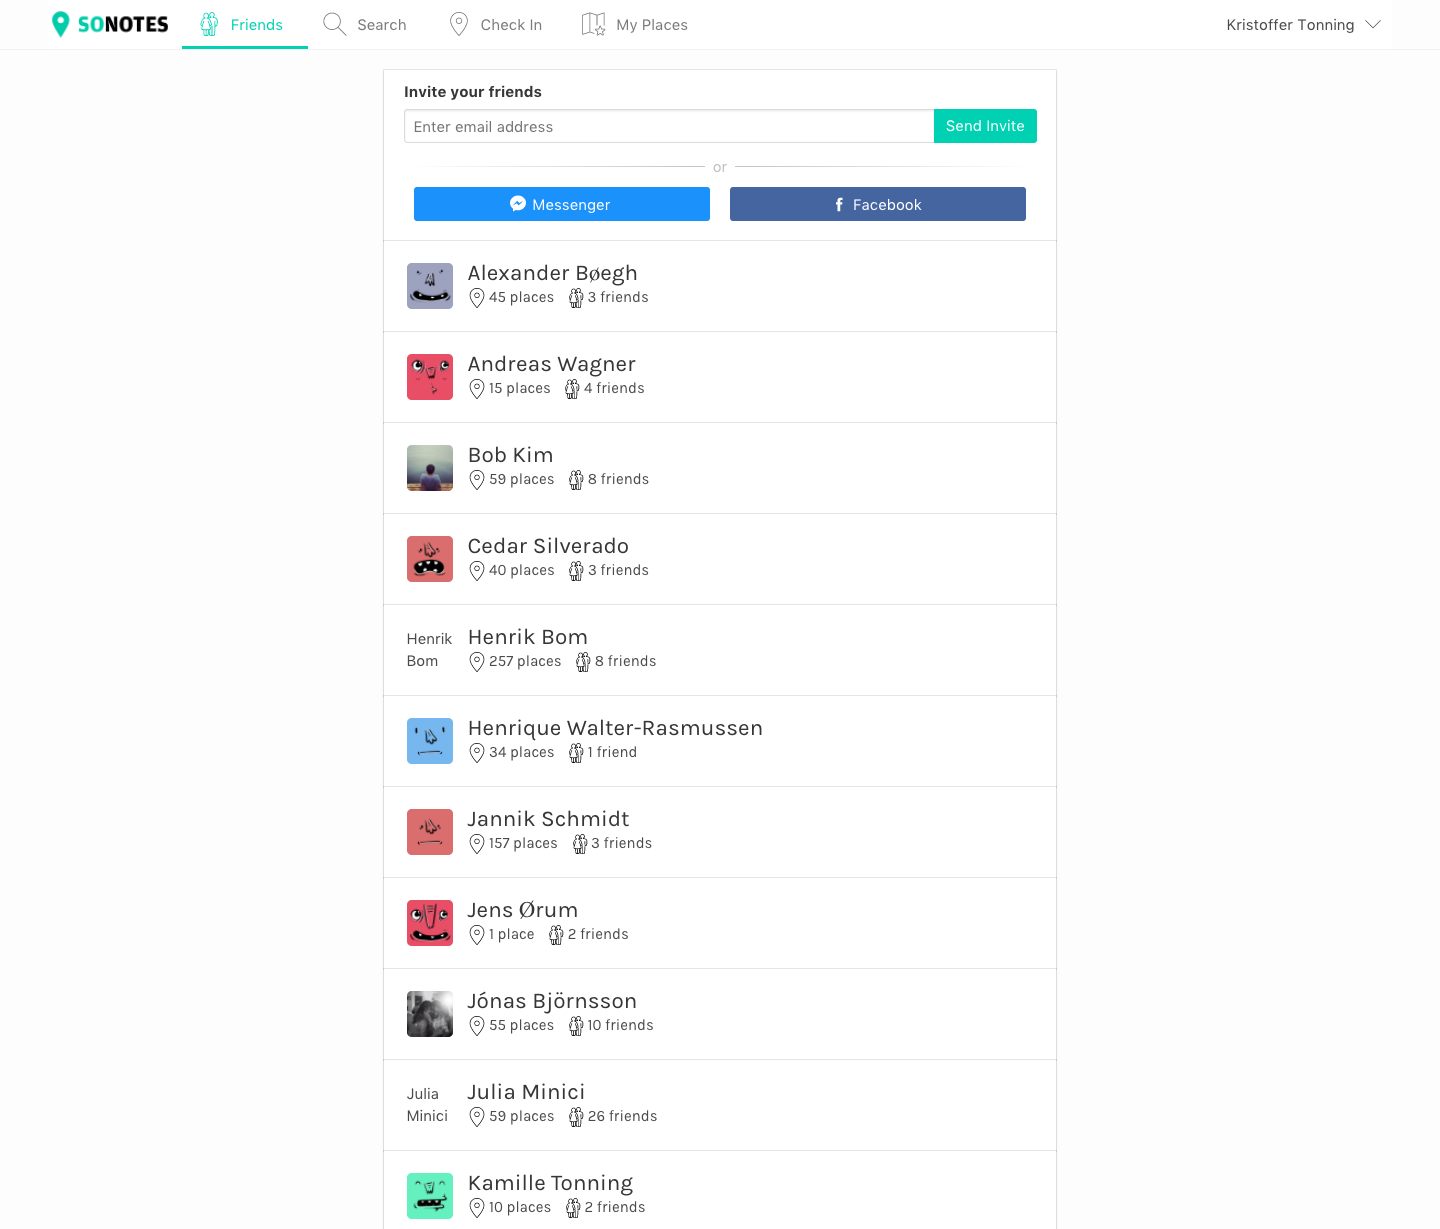 SONOTES Friends Search Check In My Places Kristoffer Tonning
Invite your friends
Enter email address Send Invite
or
Messenger Facebook
Alexander Bøegh
45 places 3 friends
Andreas Wagner
15 places 4 friends
Bob Kim
59 places 8 friends
Cedar Silverado
40 places 3 friends
Henrik Bom
Henrik Bom
257 places 8 friends
Henrique Walter-Rasmussen
34 places 1 friend
Jannik Schmidt
157 places 3 friends
Jens Ørum
1 place 2 friends
Jónas Björnsson
55 places 10 friends
Julia Minici
Julia Minici
59 places 26 friends
Kamille Tonning
10 places 2 friends